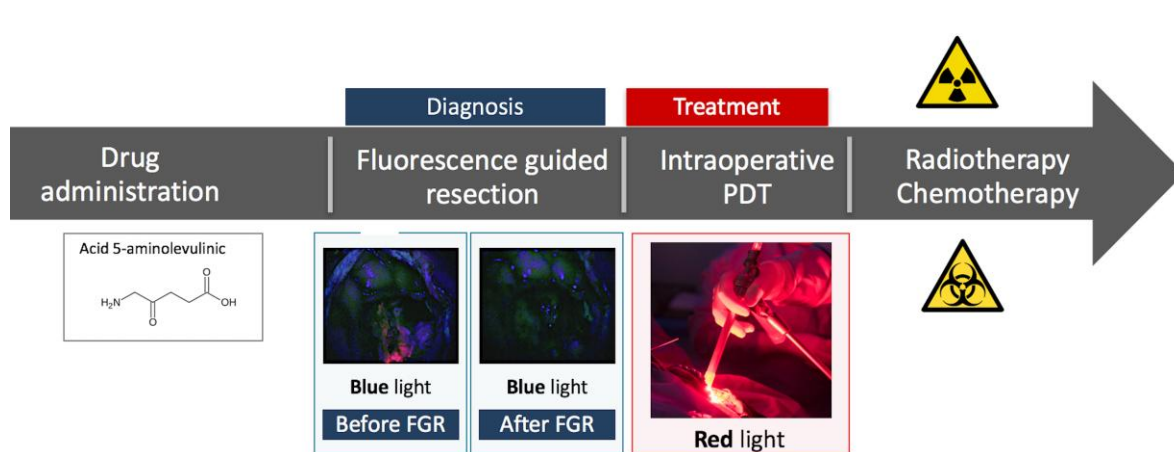 Diagnosis
Treatment
Drug
administration
Fluorescence guided
resection
Intraoperative
PDT
Radiotherapy
Chemotherapy
Acid 5-aminolevulinic
H₂N
O
O
OH
Blue light
Before FGR
Blue light
After FGR
Red light